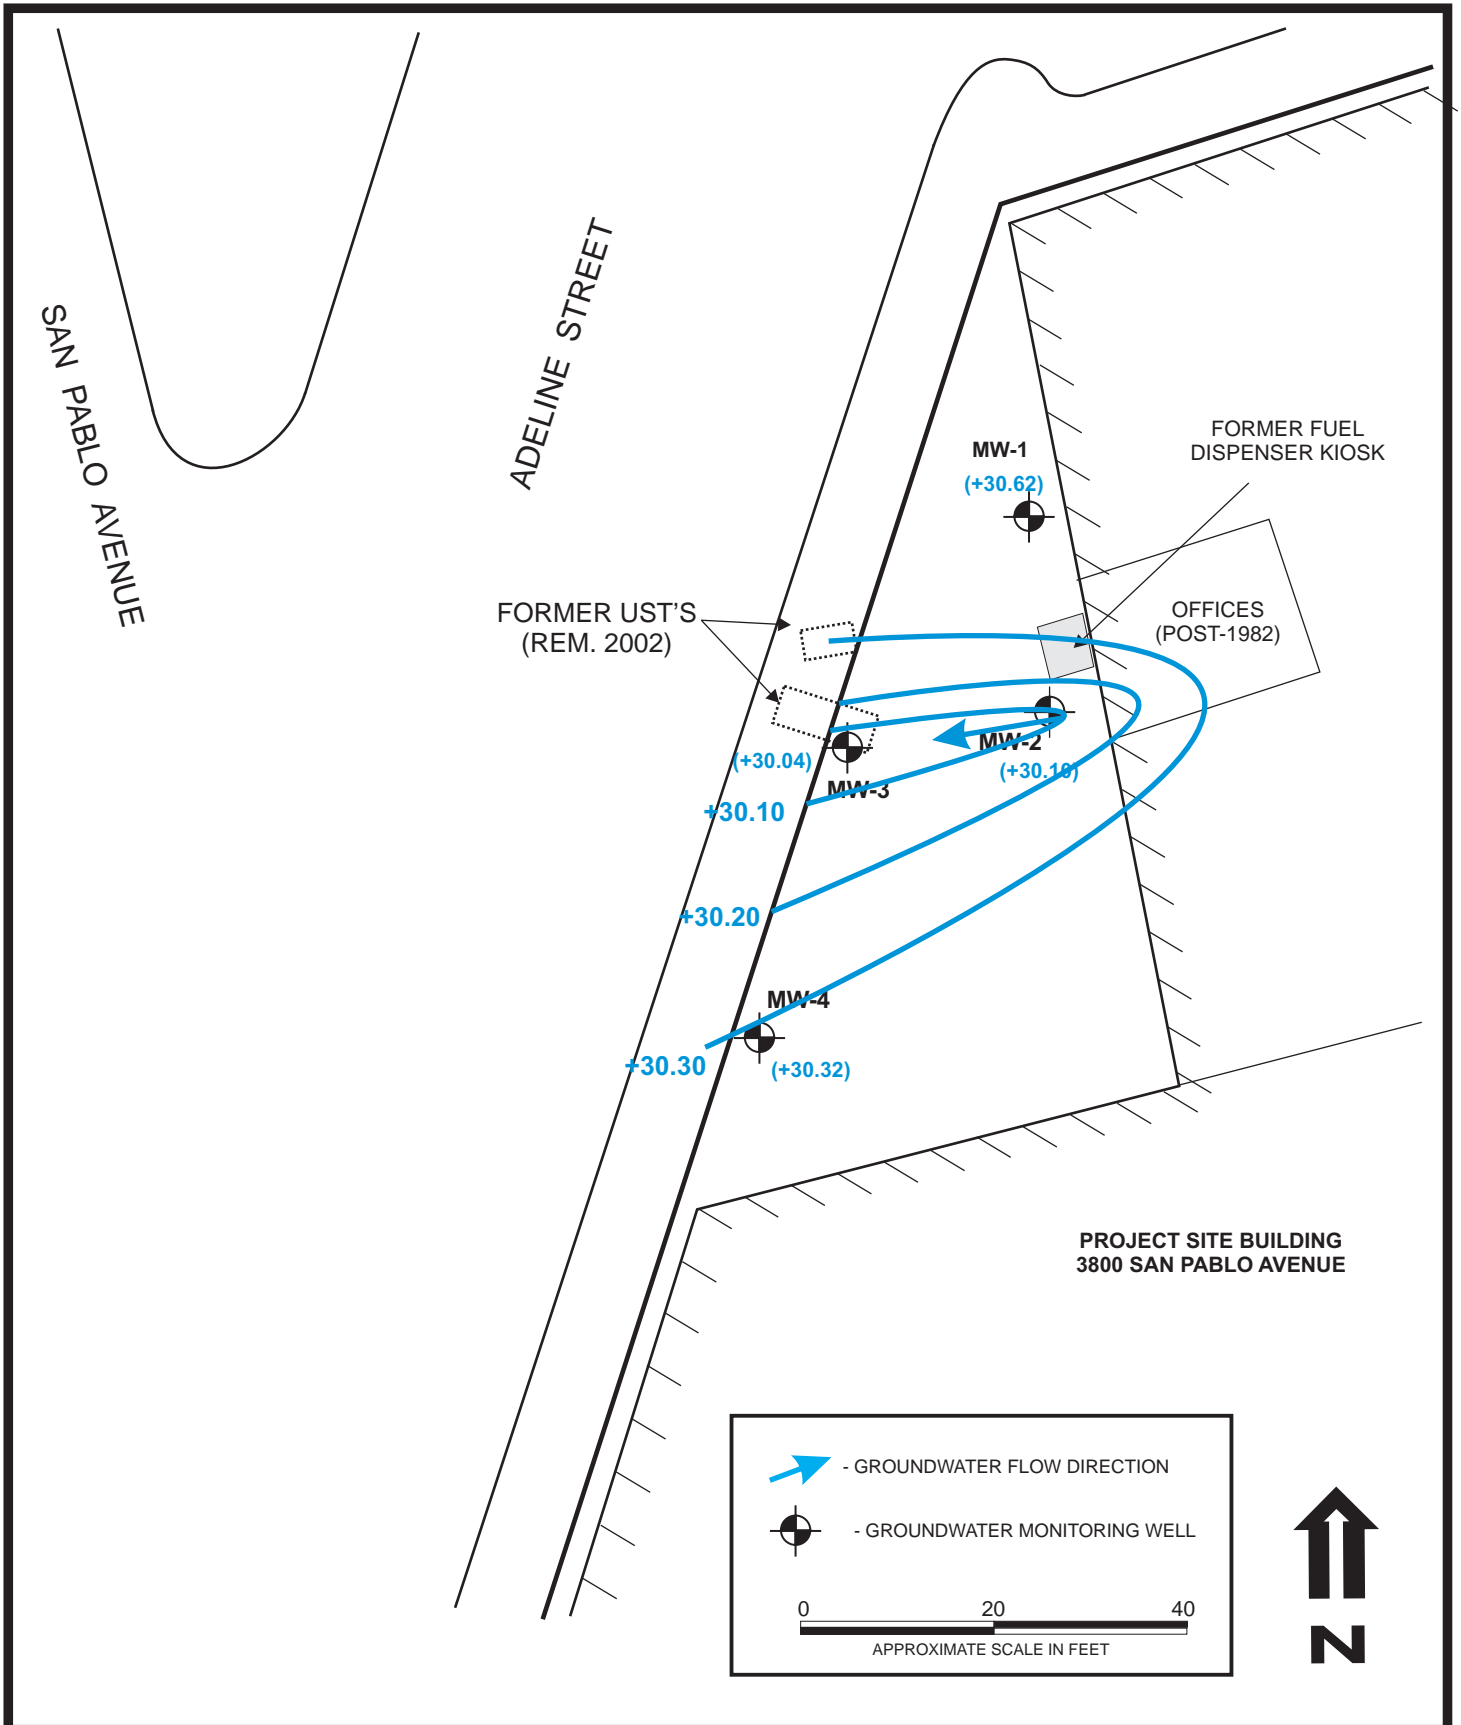 SAN PABLO AVENUE
ADELINE STREET
MW-1
(+30.62)
FORMER FUEL
DISPENSER KIOSK
OFFICES
(POST-1982)
FORMER UST'S
(REM. 2002)
MW-2
(+30.10)
(+30.04)
MW-3
+30.10
+30.20
MW-4
+30.30
(+30.32)
PROJECT SITE BUILDING
3800 SAN PABLO AVENUE
- GROUNDWATER FLOW DIRECTION
- GROUNDWATER MONITORING WELL
0 20 40
APPROXIMATE SCALE IN FEET
N